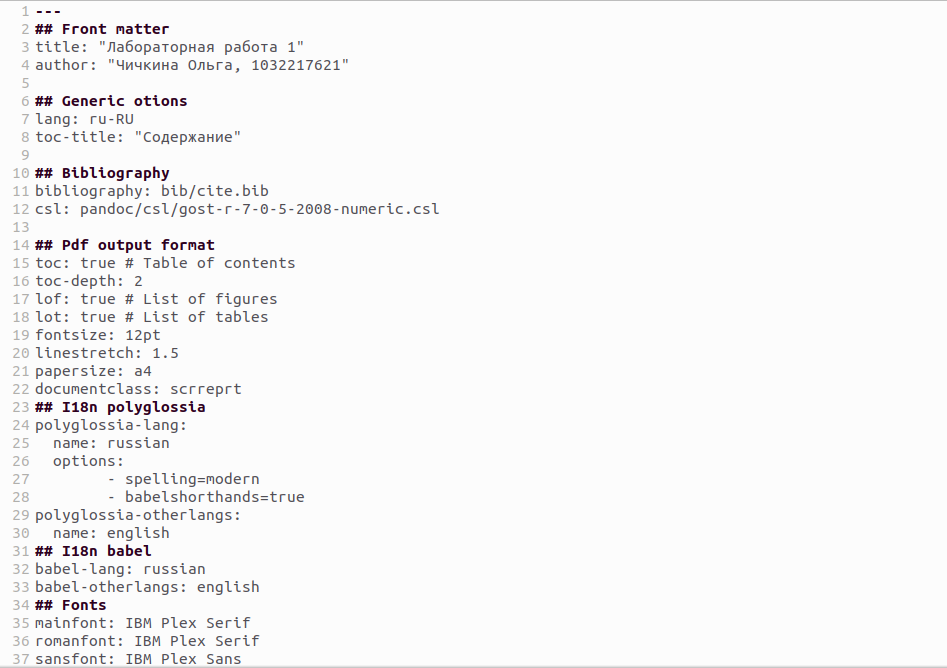 1 ---
2 ## Front matter
3 title: "Лабораторная работа 1"
4 author: "Чичкина Ольга, 1032217621"
5
6 ## Generic otions
7 lang: ru-RU
8 toc-title: "Содержание"
9
10 ## Bibliography
11 bibliography: bib/cite.bib
12 csl: pandoc/csl/gost-r-7-0-5-2008-numeric.csl
13
14 ## Pdf output format
15 toc: true # Table of contents
16 toc-depth: 2
17 lof: true # List of figures
18 lot: true # List of tables
19 fontsize: 12pt
20 linestretch: 1.5
21 papersize: a4
22 documentclass: scrreprt
23 ## I18n polyglossia
24 polyglossia-lang:
25   name: russian
26   options:
27         - spelling=modern
28         - babelshorthands=true
29 polyglossia-otherlangs:
30   name: english
31 ## I18n babel
32 babel-lang: russian
33 babel-otherlangs: english
34 ## Fonts
35 mainfont: IBM Plex Serif
36 romanfont: IBM Plex Serif
37 sansfont: IBM Plex Sans